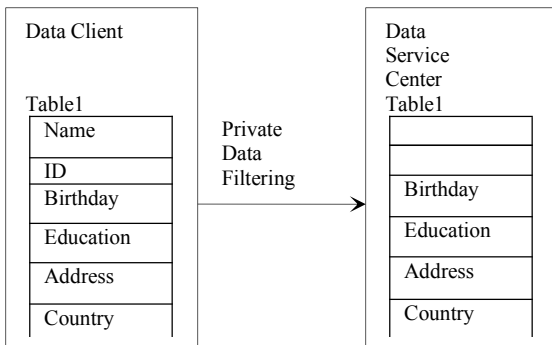 Data Client
Table1
Name
ID
Birthday
Education
Address
Country
Private
Data
Filtering
Data
Service
Center
Table1
Birthday
Education
Address
Country